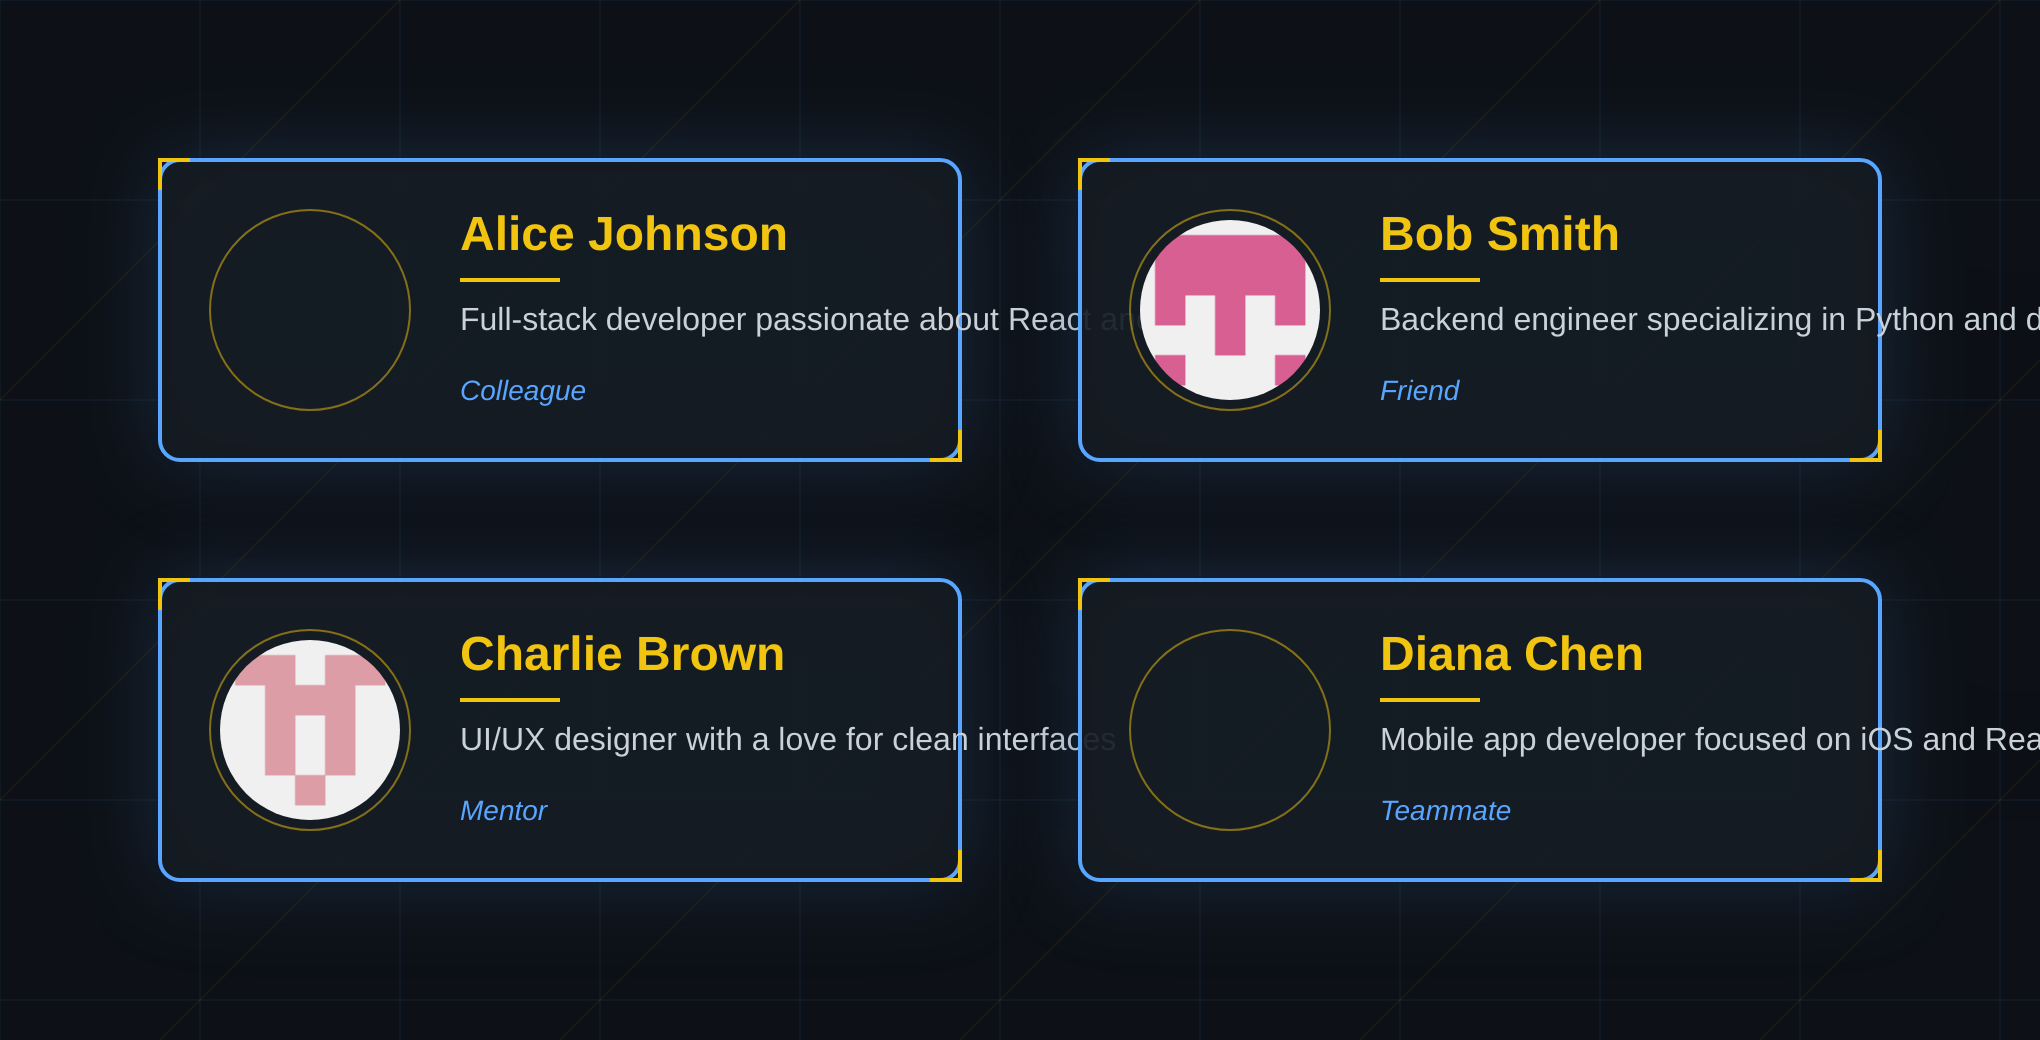 Alice Johnson
Full-stack developer passionate about React
Colleague
Bob Smith
Backend engineer specializing in Python and
Friend
Charlie Brown
UI/UX designer with a love for clean interfaces
Mentor
Diana Chen
Mobile app developer focused on iOS and
Teammate